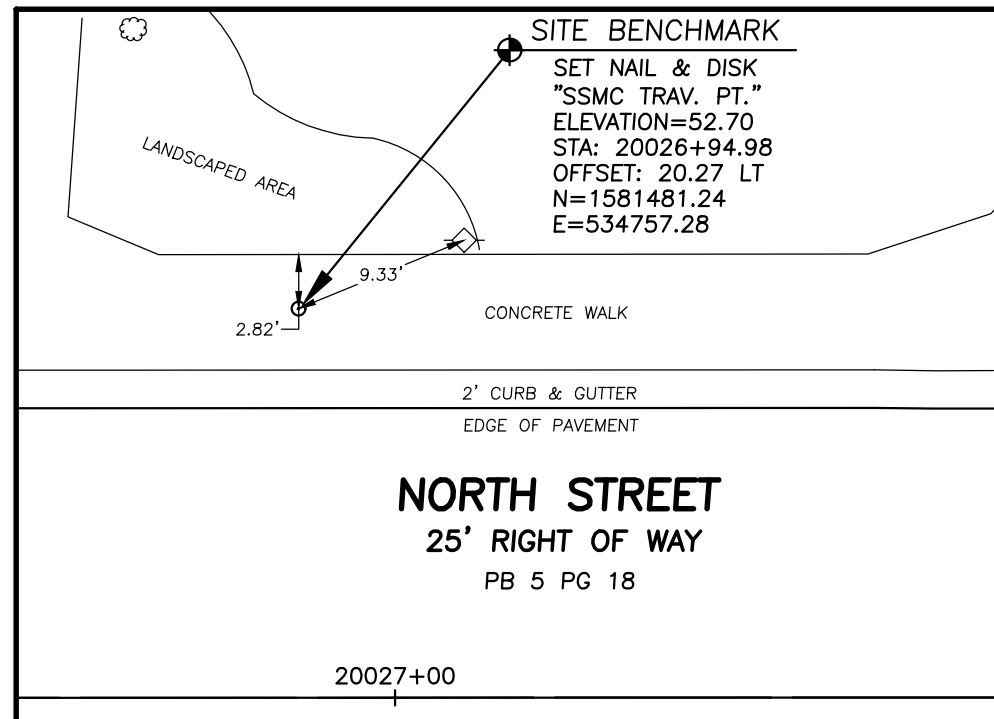 SITE BENCHMARK
SET NAIL & DISK
"SSMC TRAV. PT."
ELEVATION=52.70
STA: 20026+94.98
OFFSET: 20.27 LT
N=1581481.24
E=534757.28
LANDSCAPED AREA
9.33'
2.82'
CONCRETE WALK
2' CURB & GUTTER
EDGE OF PAVEMENT
NORTH STREET
25' RIGHT OF WAY
PB 5 PG 18
20027+00